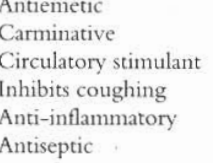 Antiemetic
Carminative
Circulatory stimulant
Inhibits coughing
Anti-inflammatory
Antiseptic